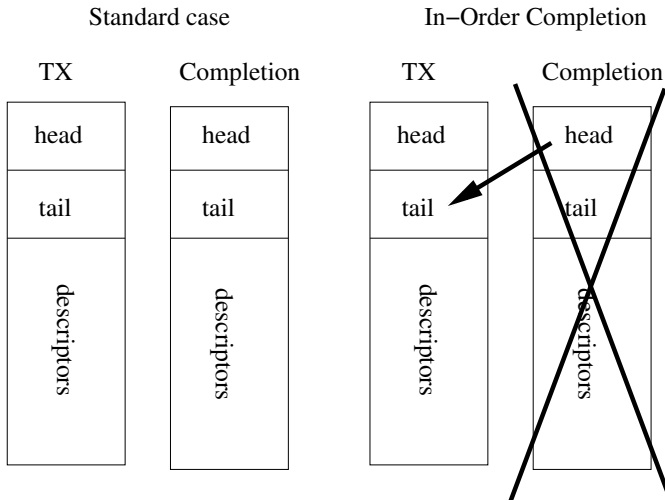 Standard case
In-Order Completion
TX
Completion
TX
Completion
head
head
head
head
tail
tail
tail
tail
descriptors
descriptors
descriptors
descriptors